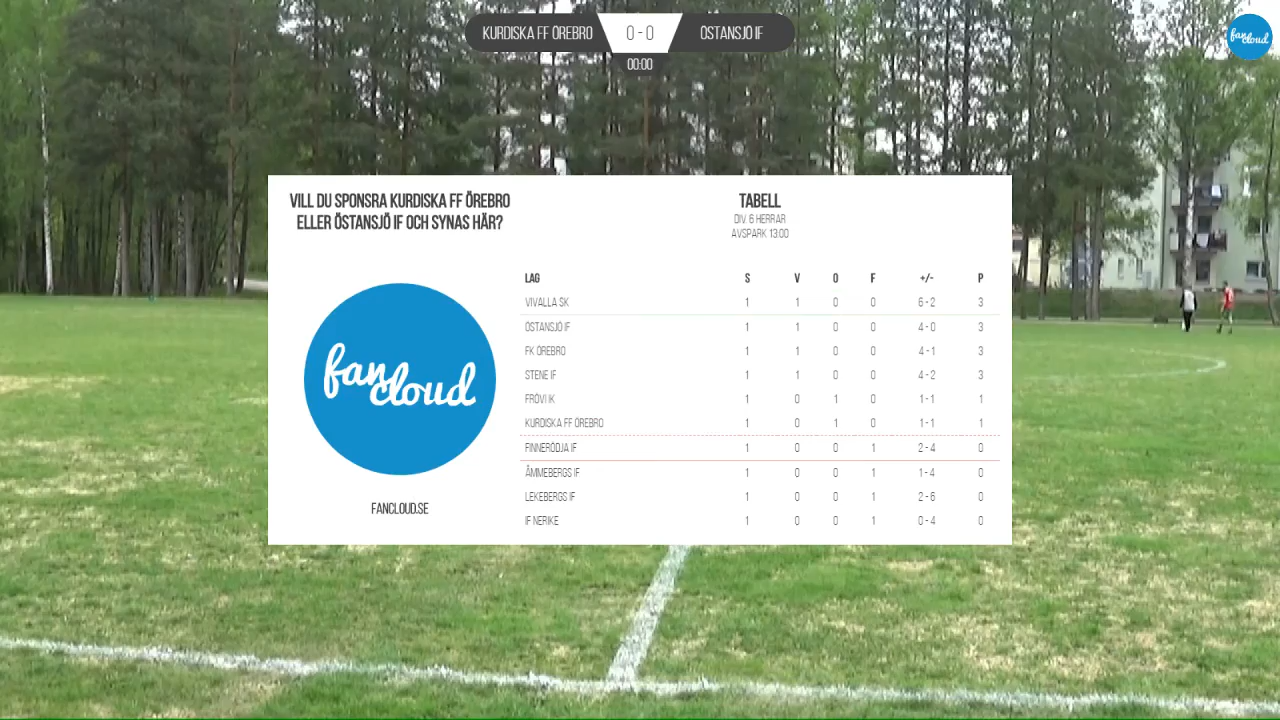 KURDISKA FF ÖREBRO 0 - 0 ÖSTANSJÖ IF
00:00
fan
cloud
VILL DU SPONSRA KURDISKA FF ÖREBRO
ELLER ÖSTANSJÖ IF OCH SYNAS HÄR?
fan
cloud
FANCLOUD.SE
TABELL
DIV. 6 HERRAR
AVSPARK 13:00
LAG S V O F +/- P
VIVALLA SK 1 1 0 0 6 - 2 3
ÖSTANSJÖ IF 1 1 0 0 4 - 0 3
FK ÖREBRO 1 1 0 0 4 - 1 3
STENE IF 1 1 0 0 4 - 2 3
FRÖVI IK 1 0 1 0 1 - 1 1
KURDISKA FF ÖREBRO 1 0 1 0 1 - 1 1
FINNERÖDJA IF 1 0 0 1 2 - 4 0
ÅMMEBERGS IF 1 0 0 1 1 - 4 0
LEKEBERGS IF 1 0 0 1 2 - 6 0
IF NERIKE 1 0 0 1 0 - 4 0